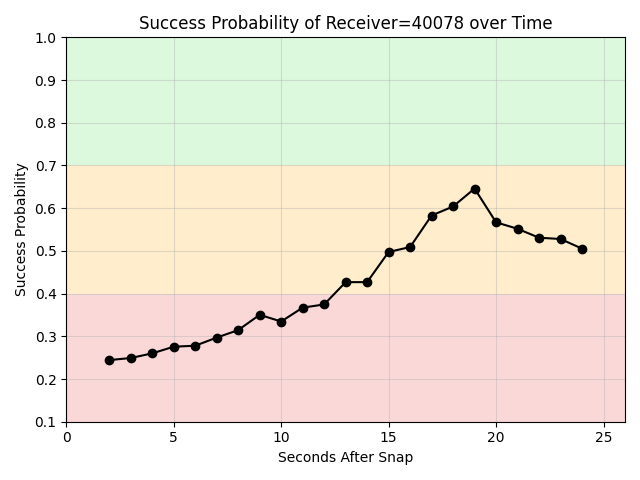 Success Probability of Receiver=40078 over Time
1.0
0.9
0.8
0.7
0.6
0.5
0.4
0.3
0.2
0.1
Success Probability
0 5 10 15 20 25
Seconds After Snap